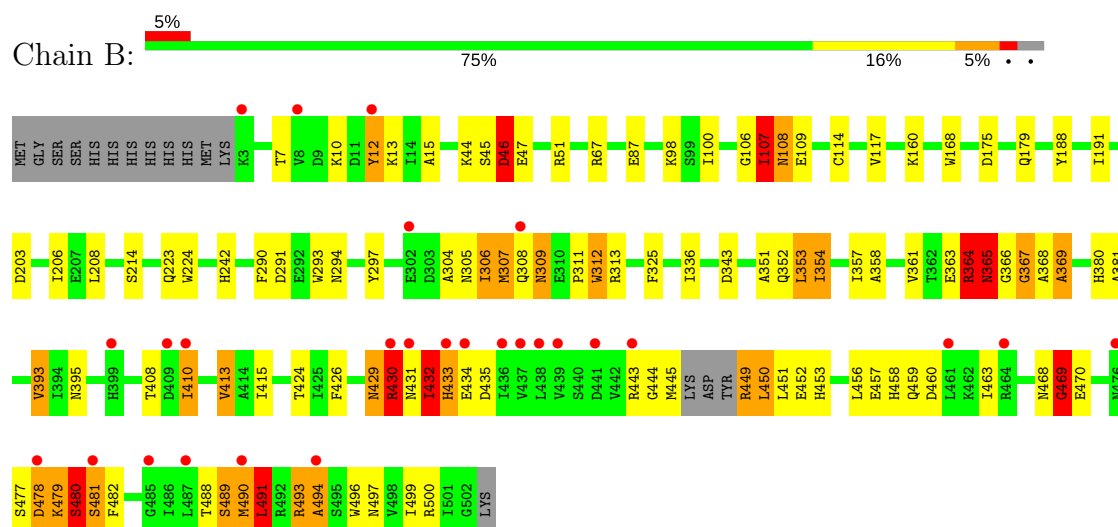 5%
Chain B:
75% 16% 5% • •
MET GLY SER SER HIS HIS HIS HIS HIS HIS MET LYS K3 T7 V8 D9 K10 D11 Y12 K13 I14 A15 K44 S45 D46 E47 R51 R67 E87 K98 S99 I100 G106 I107 N108 E109 C114 V117 K160 W168 D175 Q179 Y188 I191
D203 I206 E207 L208 S214 Q223 W224 H242 F290 D291 E292 W293 N294 Y297 E302 D303 A304 N305 I306 M307 Q308 N309 E310 P311 W312 R313 F325 I336 D343 A351 Q352 L353 I354 I357 A358 V361 T362 E363 R364 N365 G366 G367 A368 A369 H380 A381
V393 I394 N395 H399 T408 D409 I410 V413 A414 I415 T424 I425 F426 N429 R430 N431 I432 H433 E434 D435 I436 V437 L438 V439 S440 D441 V442 R443 G444 M445 LYS ASP TYR R449 L450 L451 E452 H453 L456 E457 H458 Q459 D460 L461 K462 I463 R464 N468 G469 E470 N476
S477 D478 K479 S480 S481 F482 G485 I486 L487 T488 S489 M490 L491 R492 R493 A494 S495 W496 N497 V498 I499 R500 I501 G502 LYS